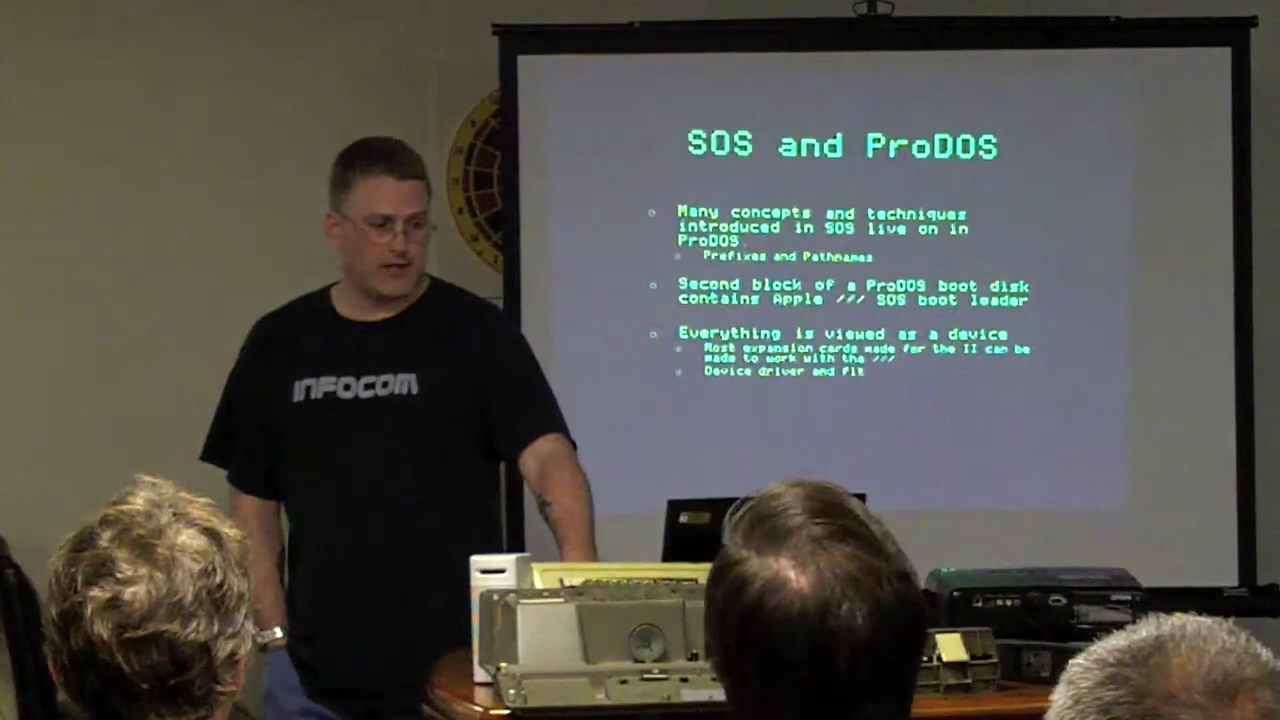 SOS and ProDOS
Many concepts and techniques
introduced in SOS live on in
ProDOS
Prefixes and Pathnames
Second block of a ProDOS boot disk
contains Apple /// SOS boot loader
Everything is viewed as a device
Most expansion cards made for the II can be
made to work with the ///
Device driver and fit
INFOCOM